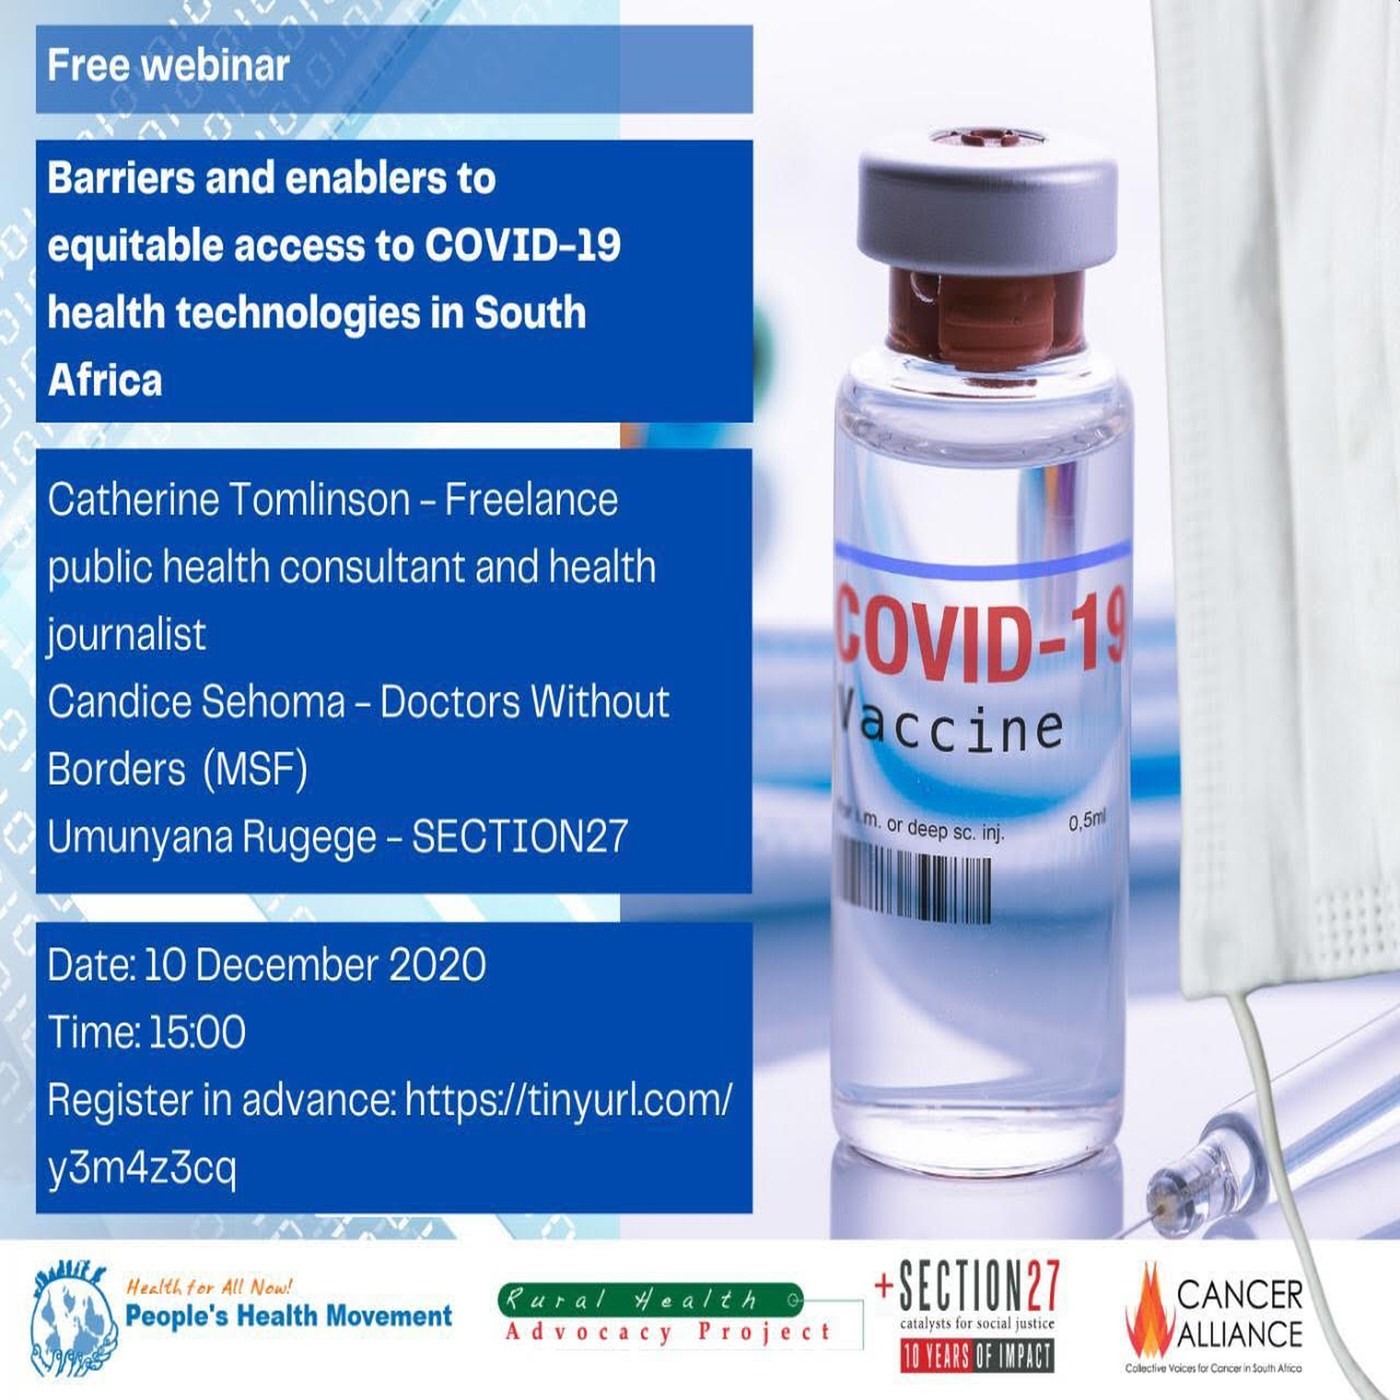 Free webinar
Barriers and enablers to
equitable access to COVID-19
health technologies in South
Africa
Catherine Tomlinson - Freelance
public health consultant and health
journalist
Candice Sehoma - Doctors Without
Borders (MSF)
Umunyana Rugege - SECTION27
Date: 10 December 2020
Time: 15:00
Register in advance: https://tinyurl.com/
y3m4z3cq
COVID-19
Vaccine
i.m. or deep sc. inj.
0,5ml
Health for All Now!
People's Health Movement
Rural Health
Advocacy Project
+SECTION27
catalysts for social justice
10 YEARS OF IMPACT
CANCER
ALLIANCE
Collective Voices for Cancer in South Africa